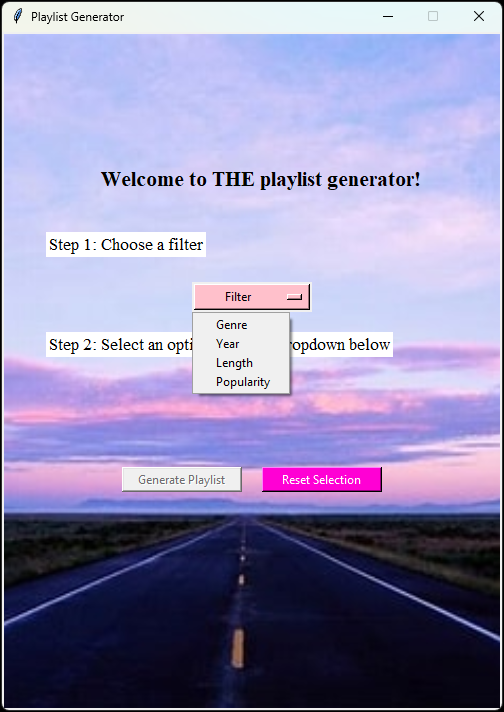 Playlist Generator
Welcome to THE playlist generator!
Step 1: Choose a filter
Filter
Genre
Step 2: Select an opti ropdown below
Year
Length
Popularity
Generate Playlist
Reset Selection